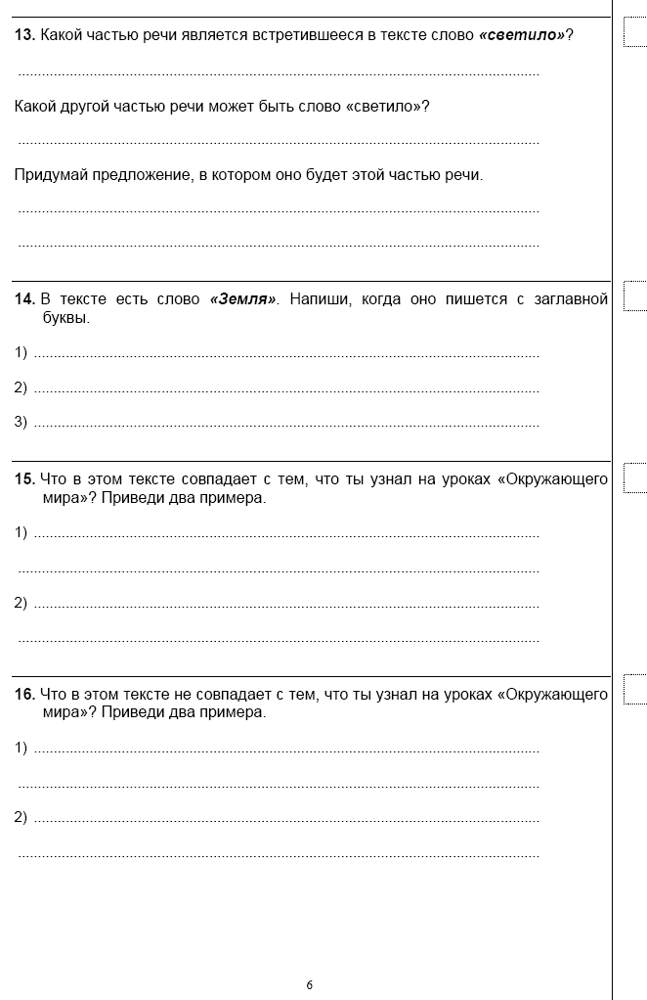 13. Какой частью речи является встретившееся в тексте слово «светило»?
...............................................................................................................................
Какой другой частью речи может быть слово «светило»?
...............................................................................................................................
Придумай предложение, в котором оно будет этой частью речи.
...............................................................................................................................
...............................................................................................................................
14. В тексте есть слово «Земля». Напиши, когда оно пишется с заглавной
буквы.
1) ...........................................................................................................................
2) ...........................................................................................................................
3) ...........................................................................................................................
15. Что в этом тексте совпадает с тем, что ты узнал на уроках «Окружающего
мира»? Приведи два примера.
1) ...........................................................................................................................
...............................................................................................................................
2) ...........................................................................................................................
...............................................................................................................................
16. Что в этом тексте не совпадает с тем, что ты узнал на уроках «Окружающего
мира»? Приведи два примера.
1) ...........................................................................................................................
...............................................................................................................................
2) ...........................................................................................................................
...............................................................................................................................
6